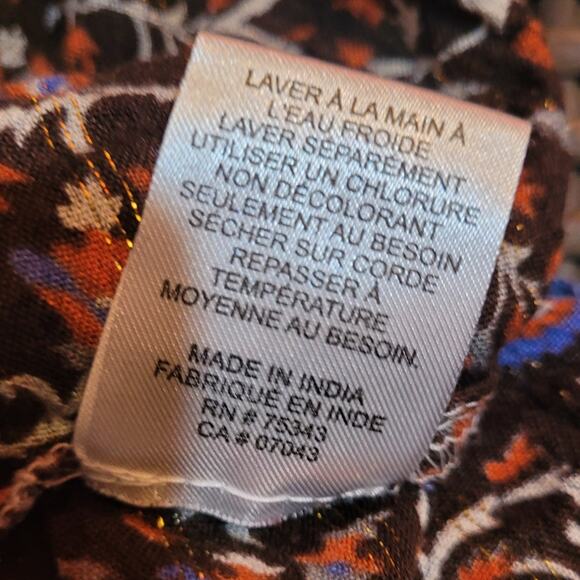 LAVER À LA MAIN À
L'EAU FROIDE
LAVER SÉPARÉMENT
UTILISER UN CHLORURE
NON DÉCOLORANT
SEULEMENT AU BESOIN
SÉCHER SUR CORDE
REPASSER À
TEMPÉRATURE
MOYENNE AU BESOIN.
MADE IN INDIA
FABRIQUÉ EN INDE
RN # 75343
CA # 07043